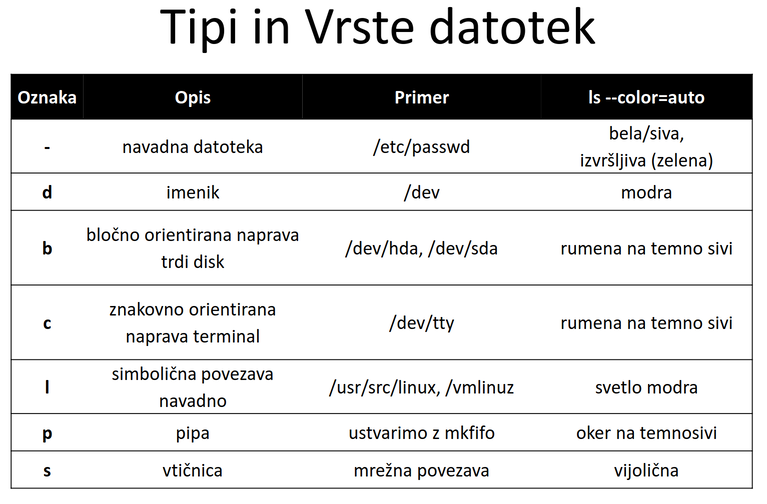 Tipi in Vrste datotek
Oznaka Opis Primer ls --color=auto
- navadna datoteka /etc/passwd bela/siva,
izvršljiva (zelena)
d imenik /dev modra
b bločno orientirana naprava
trdi disk /dev/hda, /dev/sda rumena na temno sivi
c znakovno orientirana
naprava terminal /dev/tty rumena na temno sivi
l simbolična povezava
navadno /usr/src/linux, /vmlinuz svetlo modra
p pipa ustvarimo z mkfifo oker na temnosivi
s vtičnica mrežna povezava vijolična